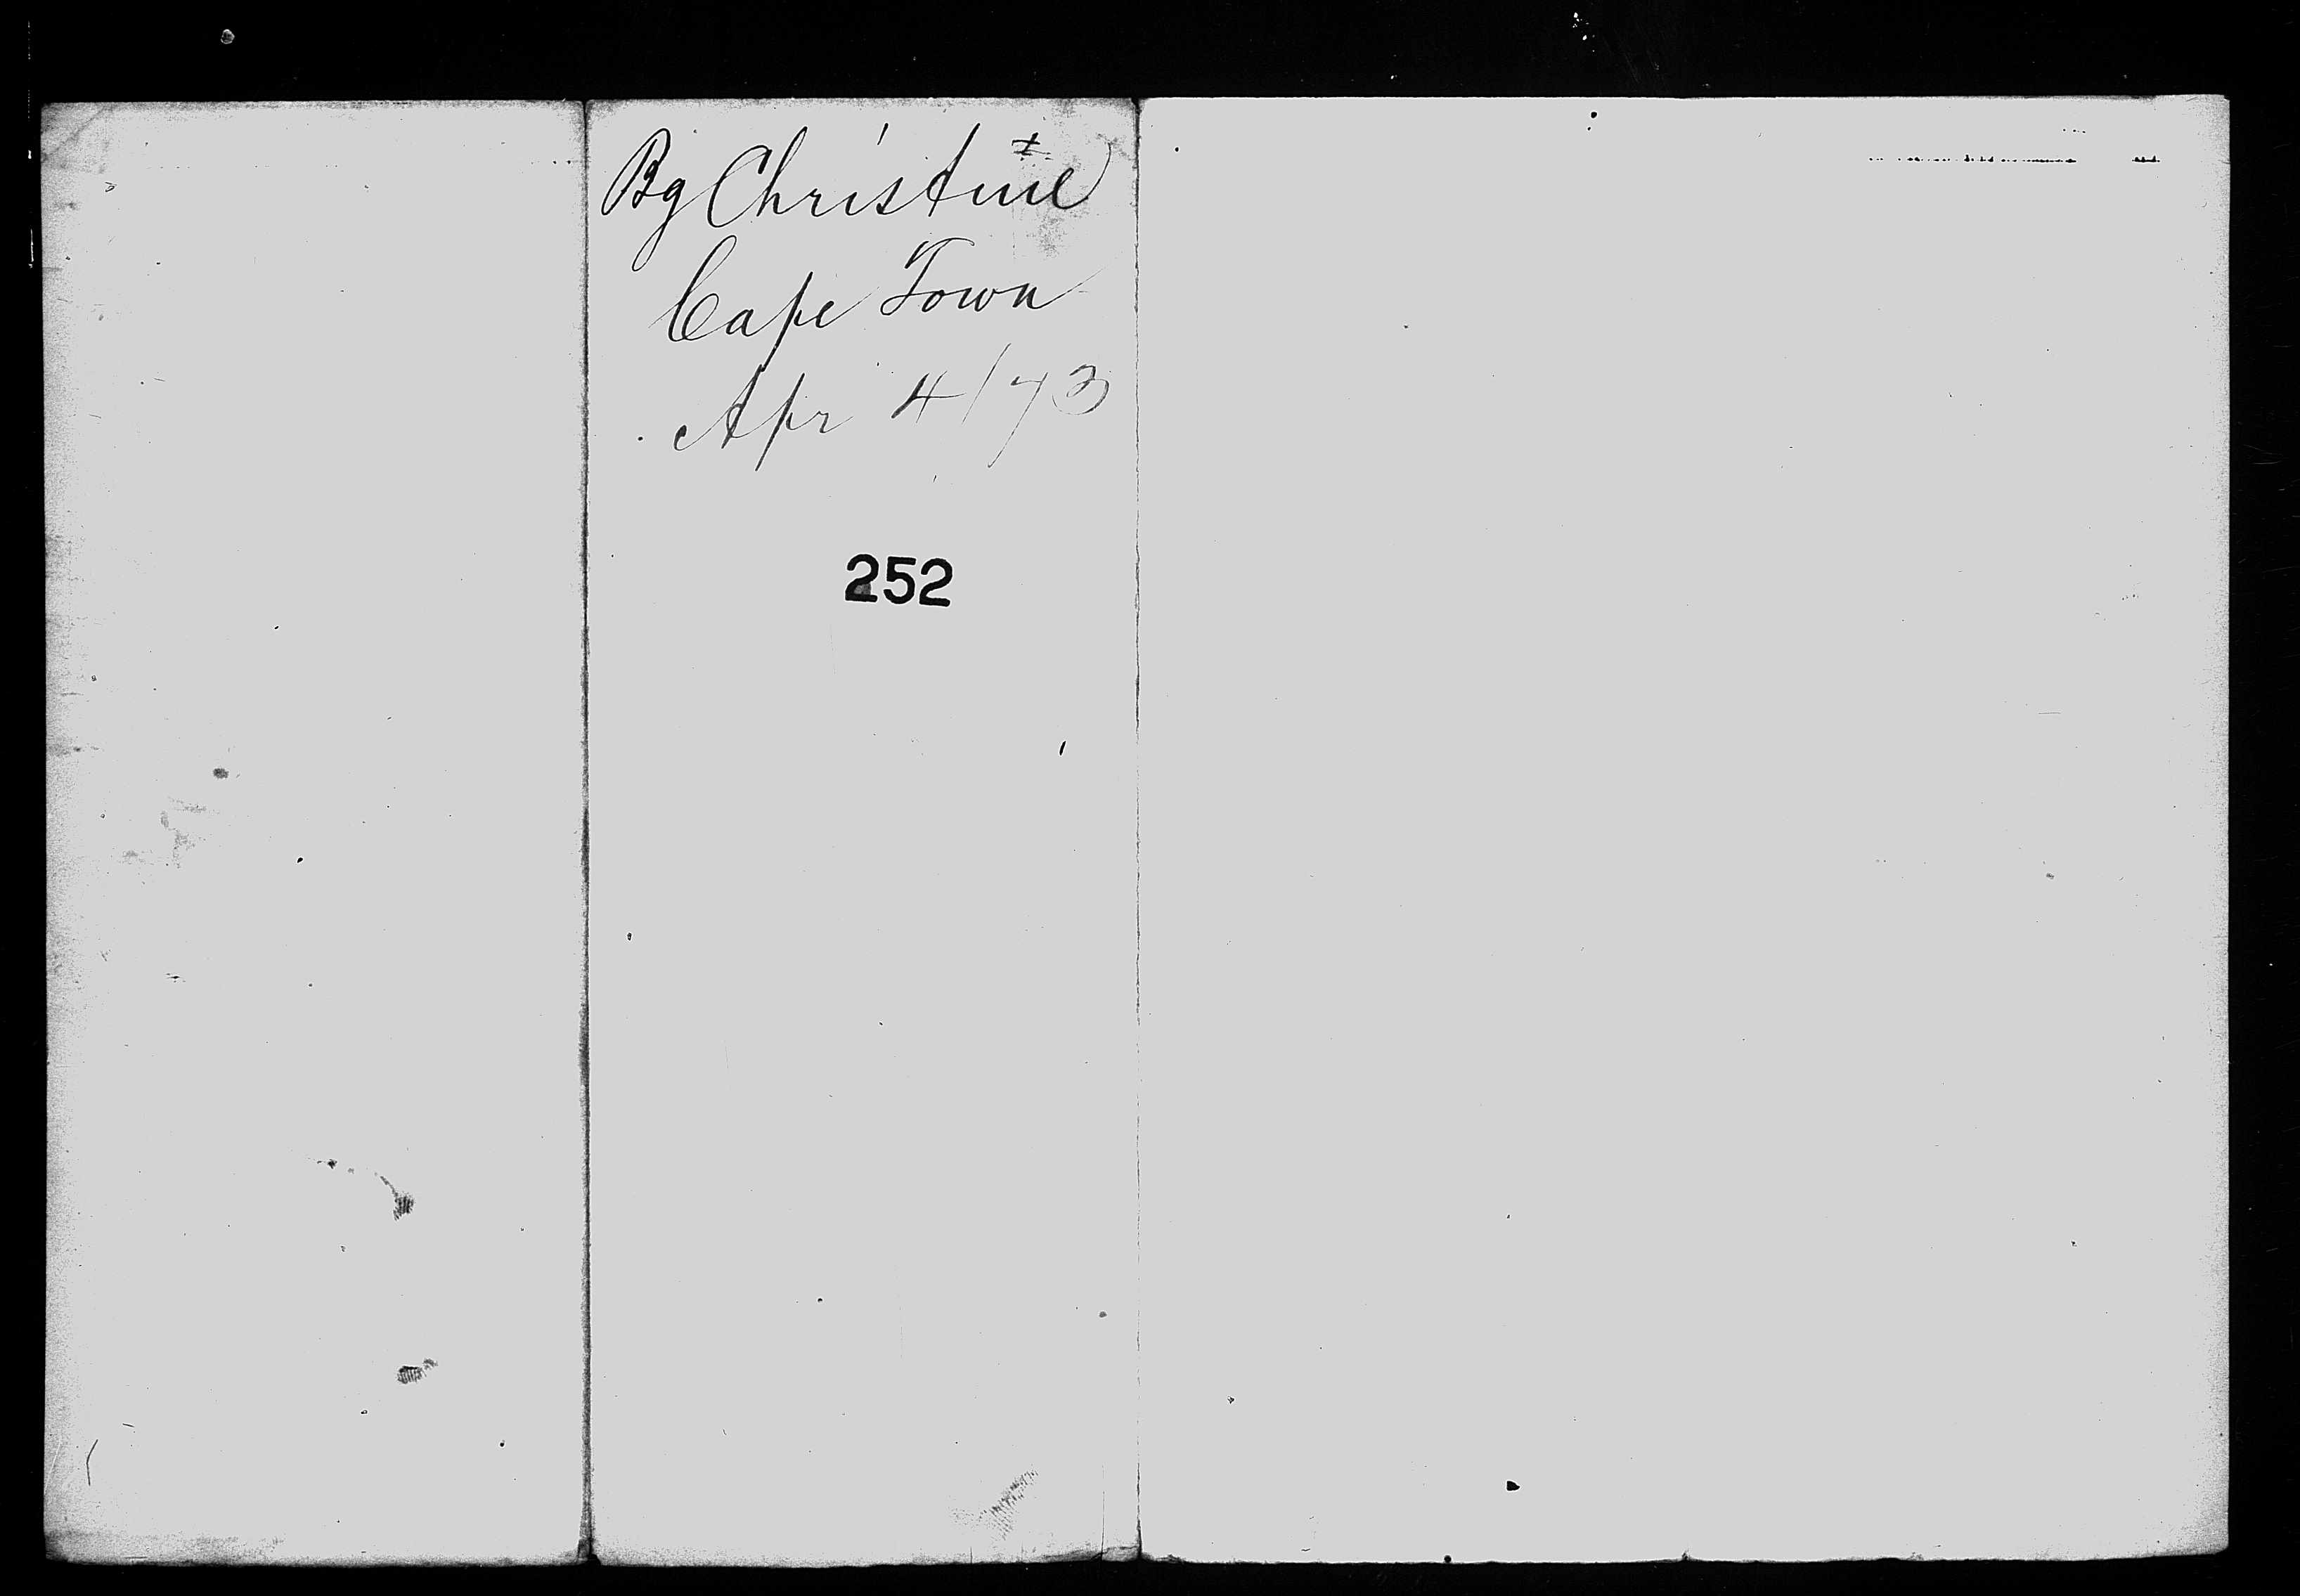 Bg Christine
Cape Town
Apr 4/73
252